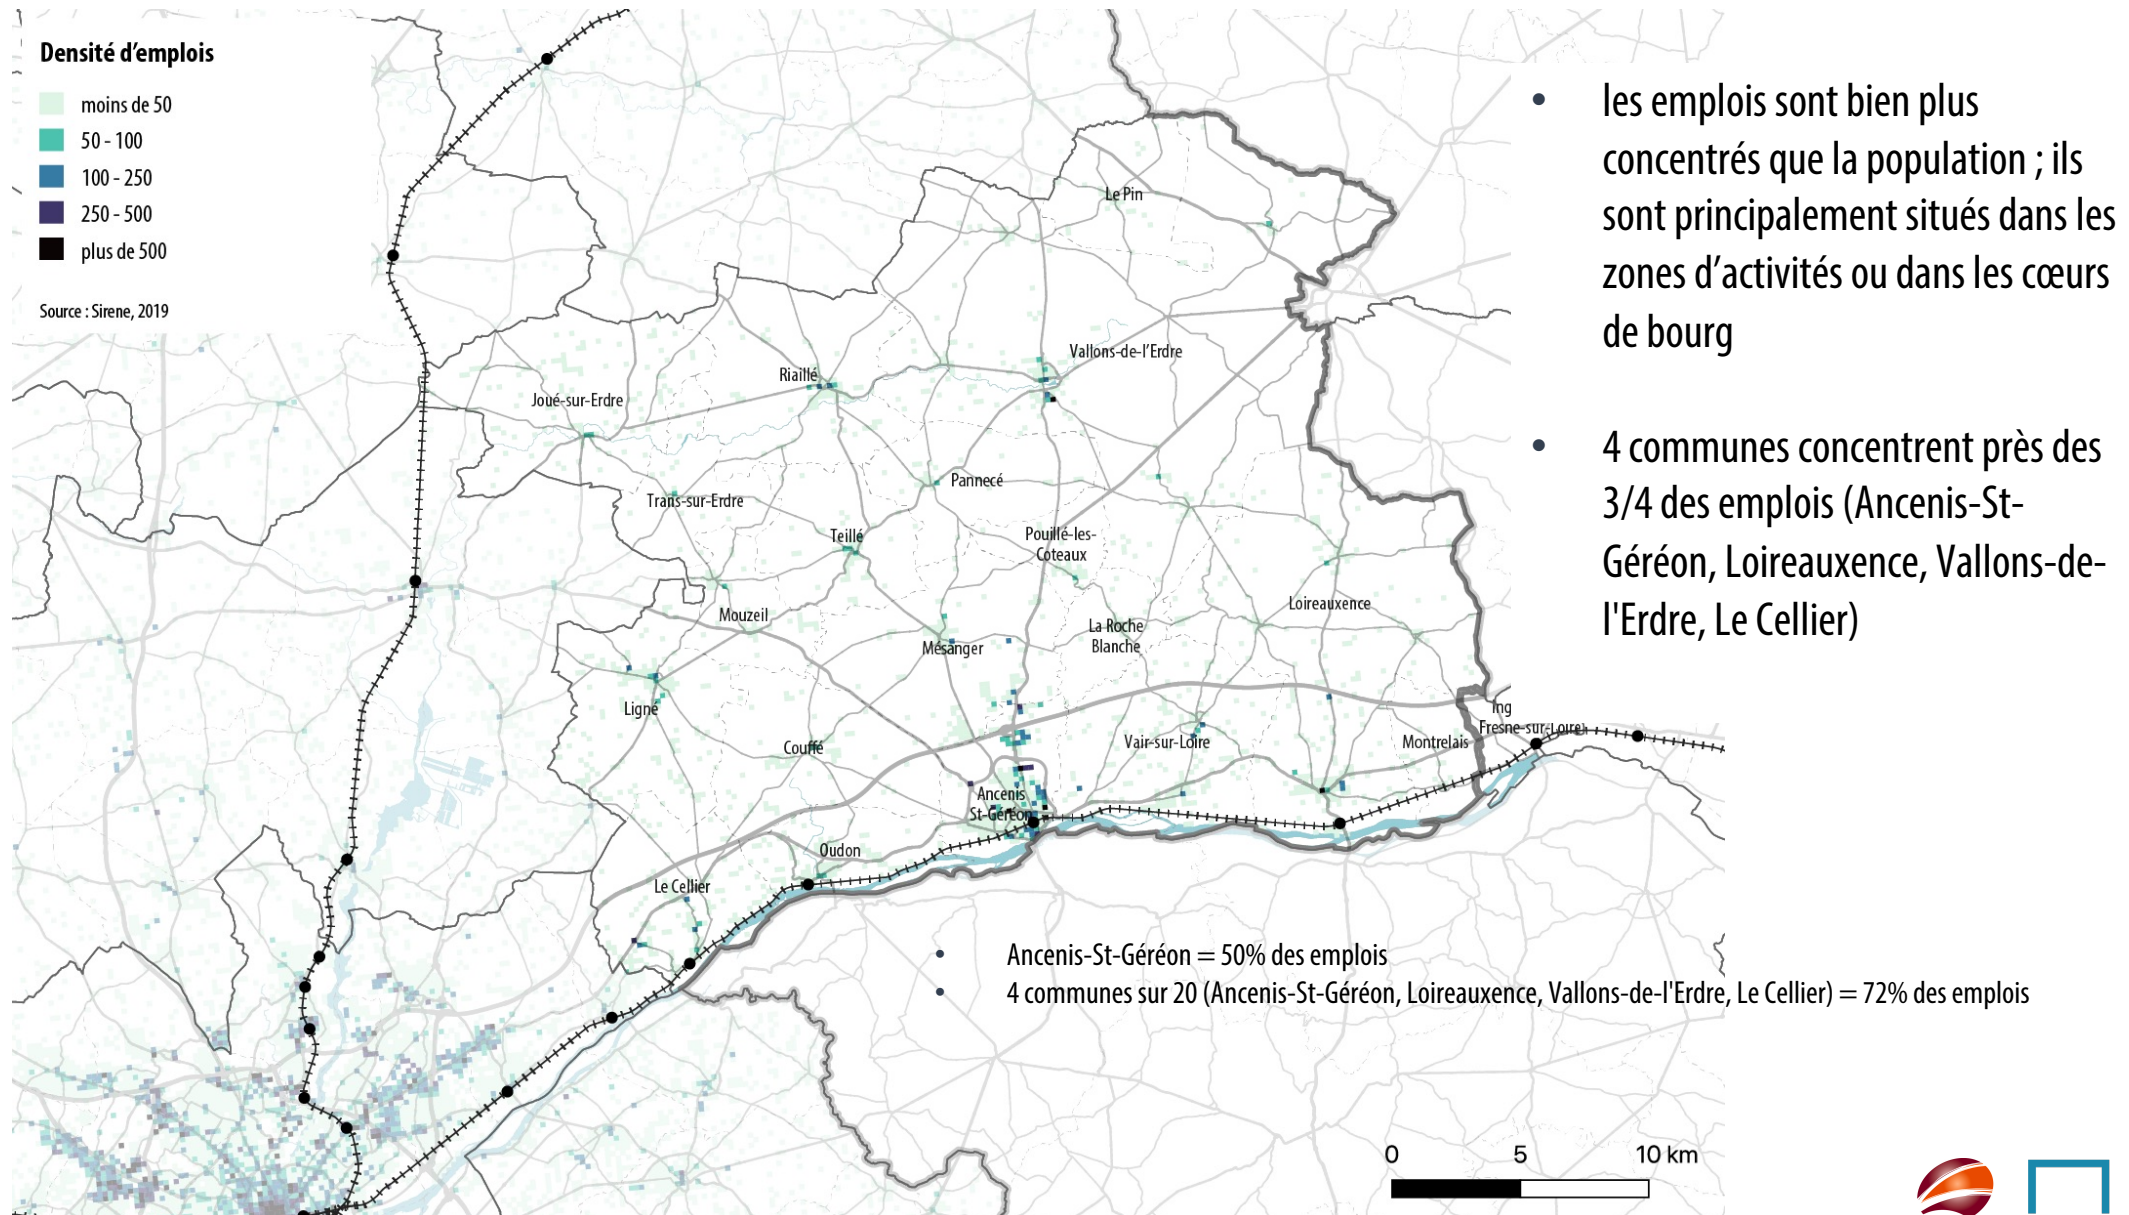 Densité d’emplois
moins de 50
50 - 100
100 - 250
250 - 500
plus de 500
Source : Sirene, 2019
• les emplois sont bien plus
concentrés que la population ; ils
sont principalement situés dans les
zones d’activités ou dans les cœurs
de bourg
• 4 communes concentrent près des
3/4 des emplois (Ancenis-St-
Géréon, Loireauxence, Vallons-de-
l'Erdre, Le Cellier)
Le Pin
Vallons-de-l’Erdre
Riaillé
Joué-sur-Erdre
Pannecé
Trans-sur-Erdre
Teillé
Pouillé-les-
Coteaux
Mouzeil
Loireauxence
La Roche
Blanche
Mésanger
Ligné
Ing
Fresne-sur-Loire
Couffé
Vair-sur-Loire
Montrelais
Ancenis
St-Géréon
Oudon
Le Cellier
• Ancenis-St-Géréon = 50% des emplois
• 4 communes sur 20 (Ancenis-St-Géréon, Loireauxence, Vallons-de-l'Erdre, Le Cellier) = 72% des emplois
0 5 10 km